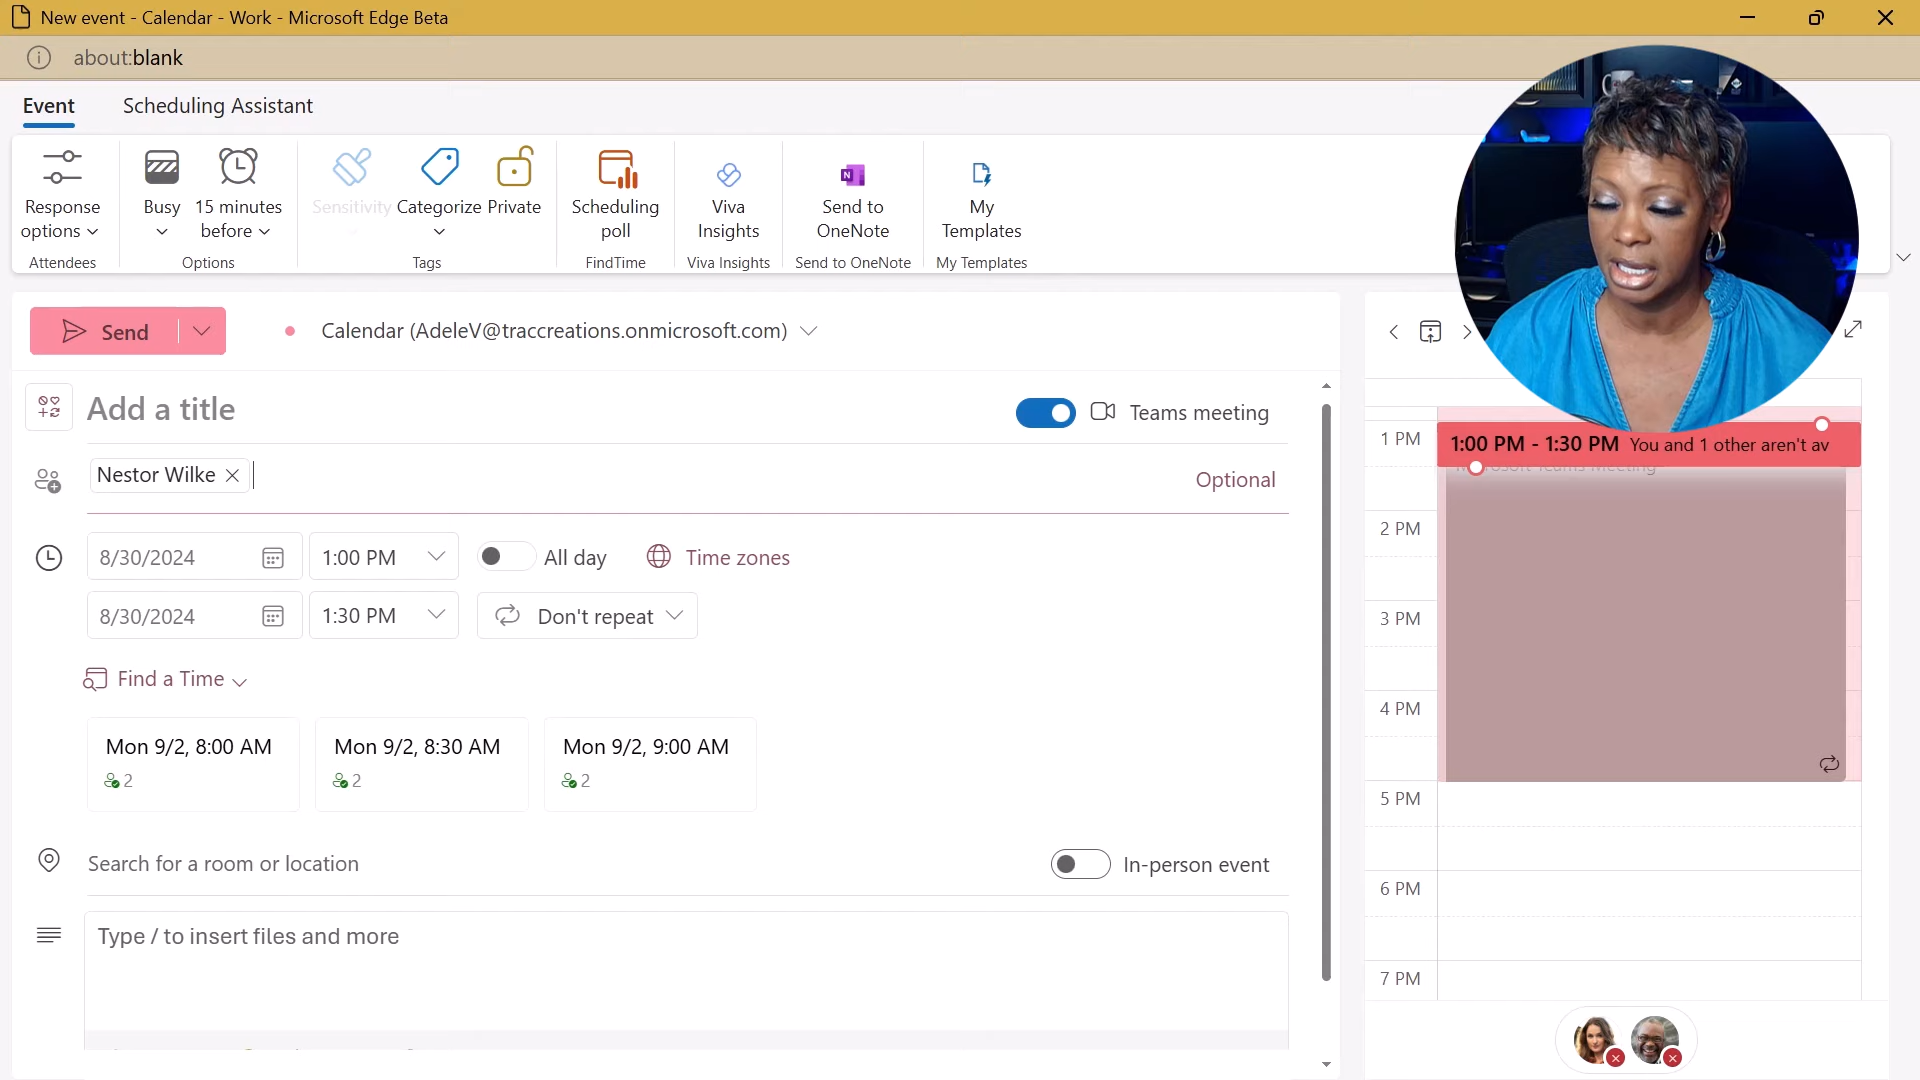 New event - Calendar - Work - Microsoft Edge Beta
about:blank
Event
Scheduling Assistant
Response options
Attendees
Busy
15 minutes before
Options
Sensitivity
Categorize
Private
Tags
Scheduling poll
FindTime
Viva Insights
Viva Insights
Send to OneNote
Send to OneNote
My Templates
My Templates
Send
Calendar (AdeleV@traccreations.onmicrosoft.com)
Add a title
Teams meeting
Nestor Wilke
Optional
8/30/2024
1:00 PM
All day
Time zones
8/30/2024
1:30 PM
Don't repeat
Find a Time
Mon 9/2, 8:00 AM
2
Mon 9/2, 8:30 AM
2
Mon 9/2, 9:00 AM
2
Search for a room or location
In-person event
Type / to insert files and more
1 PM
1:00 PM - 1:30 PM You and 1 other aren't av
Microsoft Teams Meeting
2 PM
3 PM
4 PM
5 PM
6 PM
7 PM